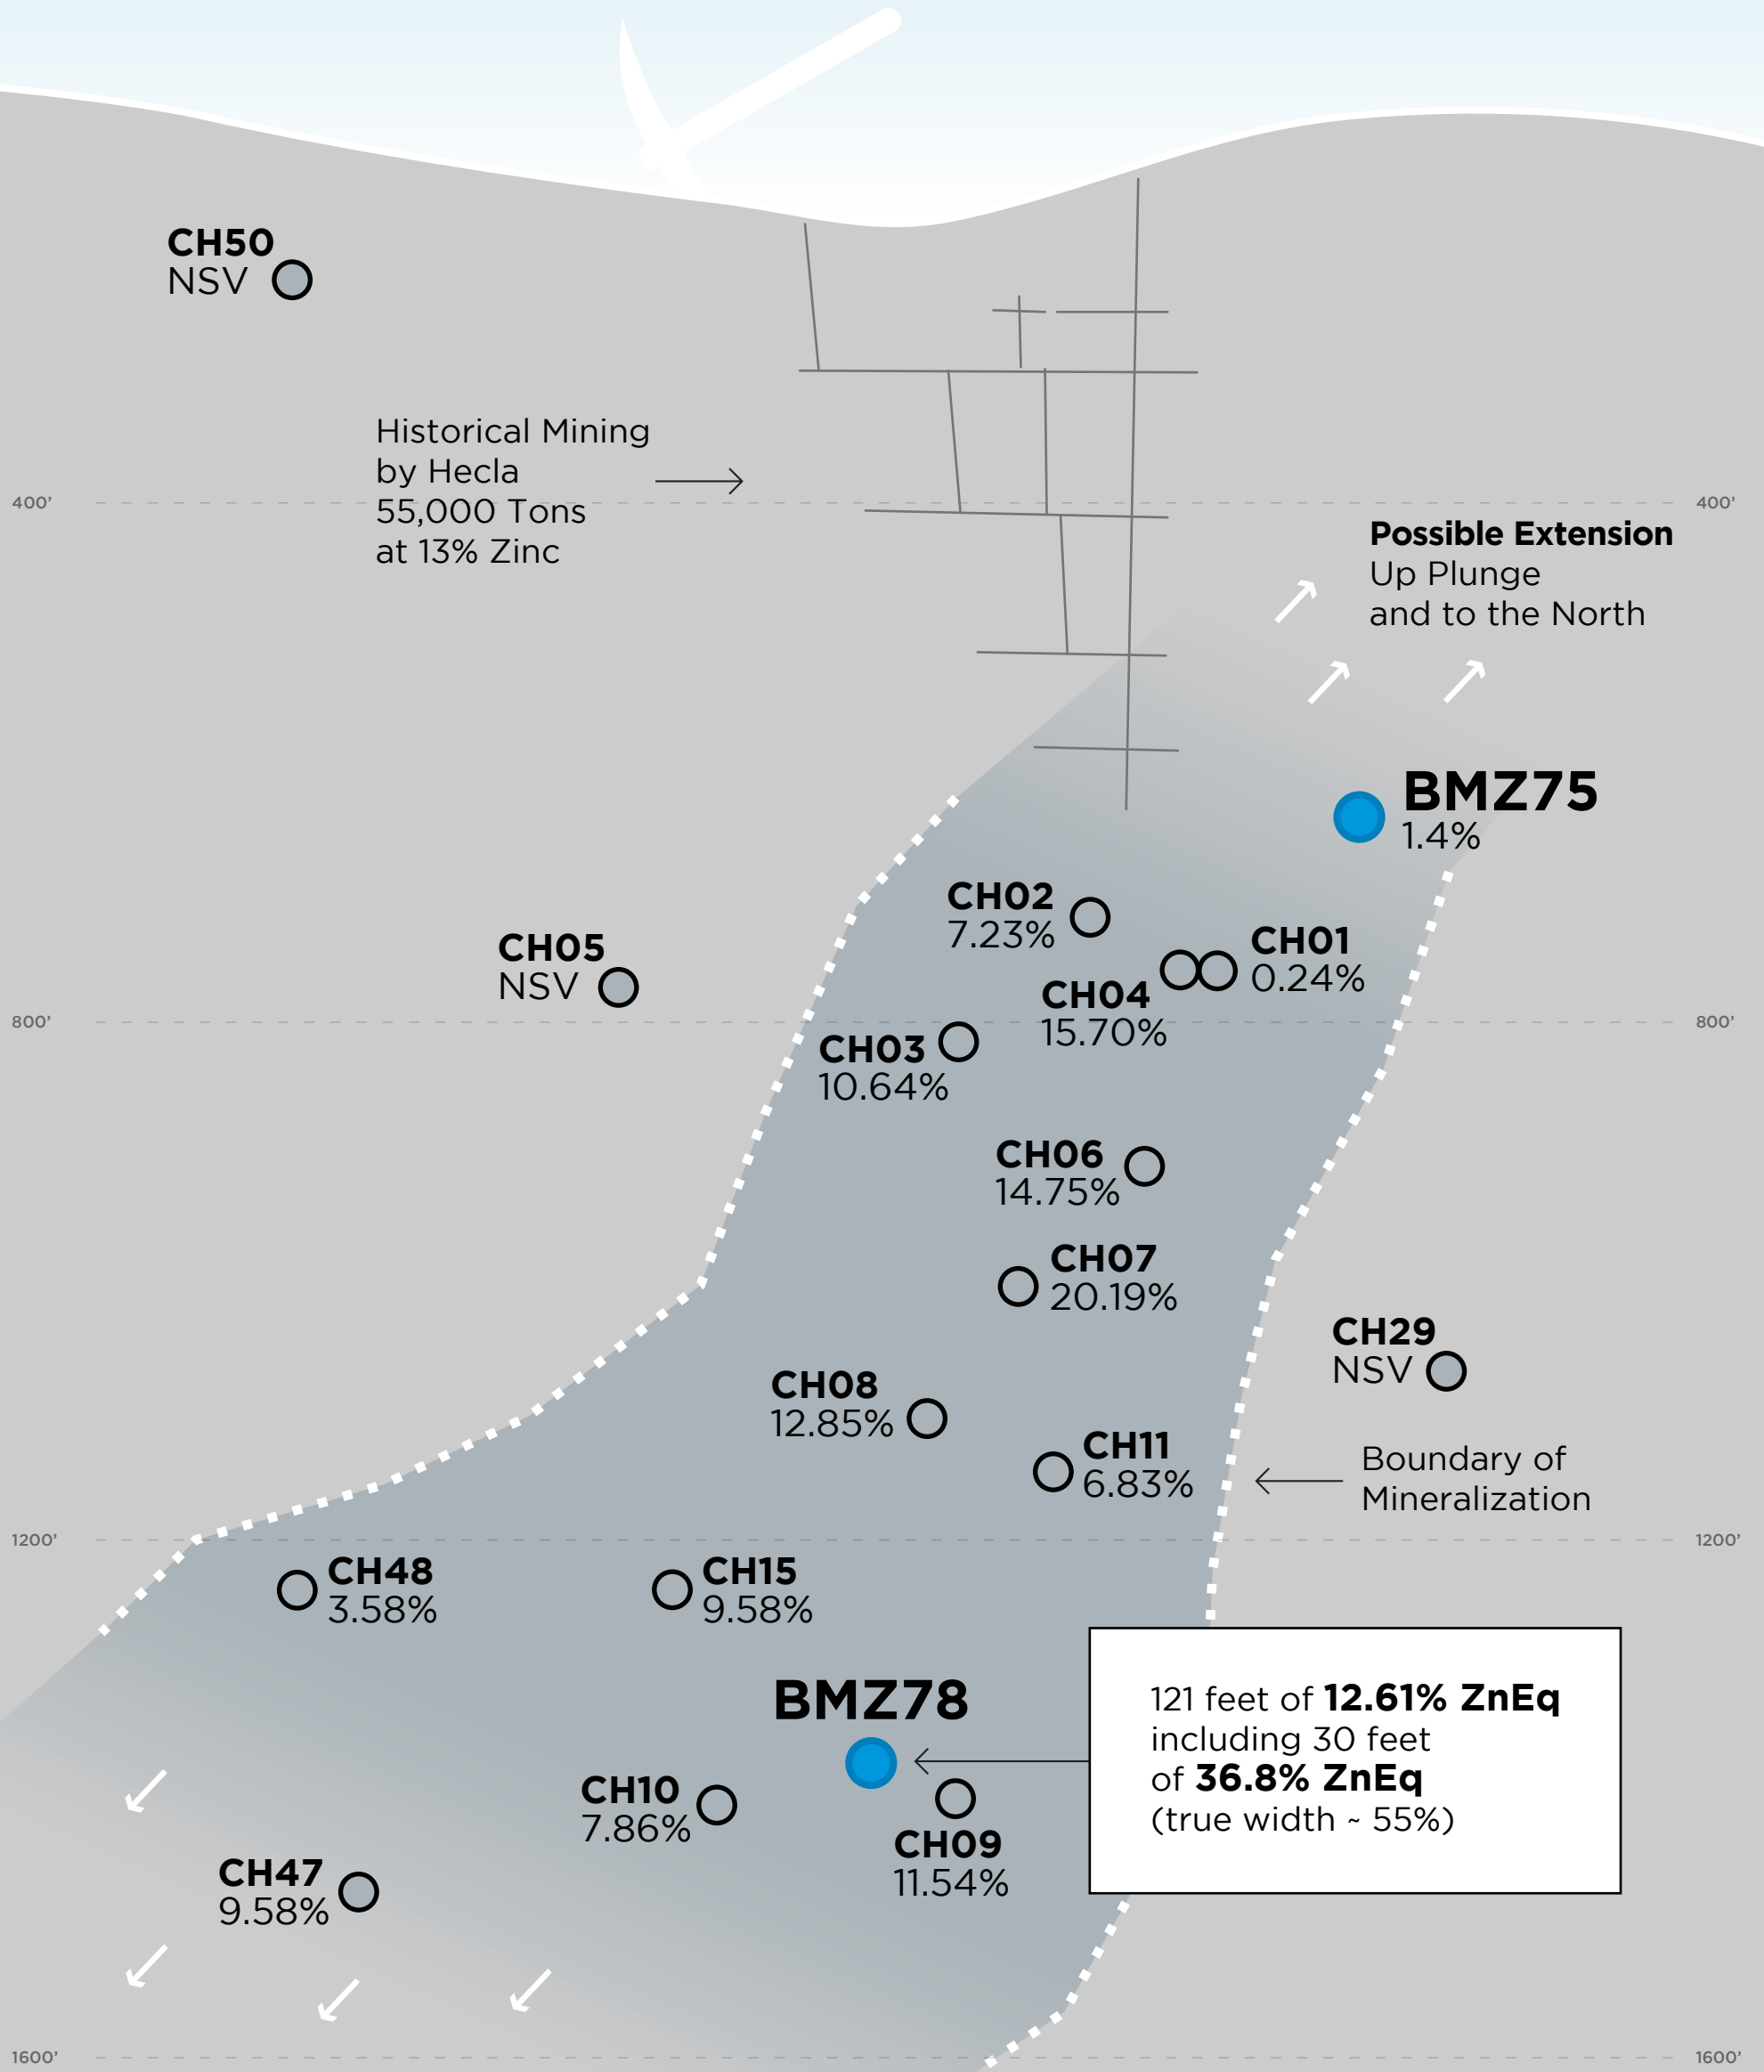 CH50
NSV
Historical Mining
by Hecla
55,000 Tons
at 13% Zinc
400’
400’
Possible Extension
Up Plunge
and to the North
BMZ75
1.4%
CH02
7.23%
CH01
0.24%
CH05
NSV
CH04
15.70%
800’
800’
CH03
10.64%
CH06
14.75%
CH07
20.19%
CH29
NSV
CH08
12.85%
CH11
6.83%
Boundary of
Mineralization
1200’
1200’
CH48
3.58%
CH15
9.58%
BMZ78
121 feet of 12.61% ZnEq
including 30 feet
of 36.8% ZnEq
(true width ~ 55%)
CH10
7.86%
CH09
11.54%
CH47
9.58%
1600’
1600’